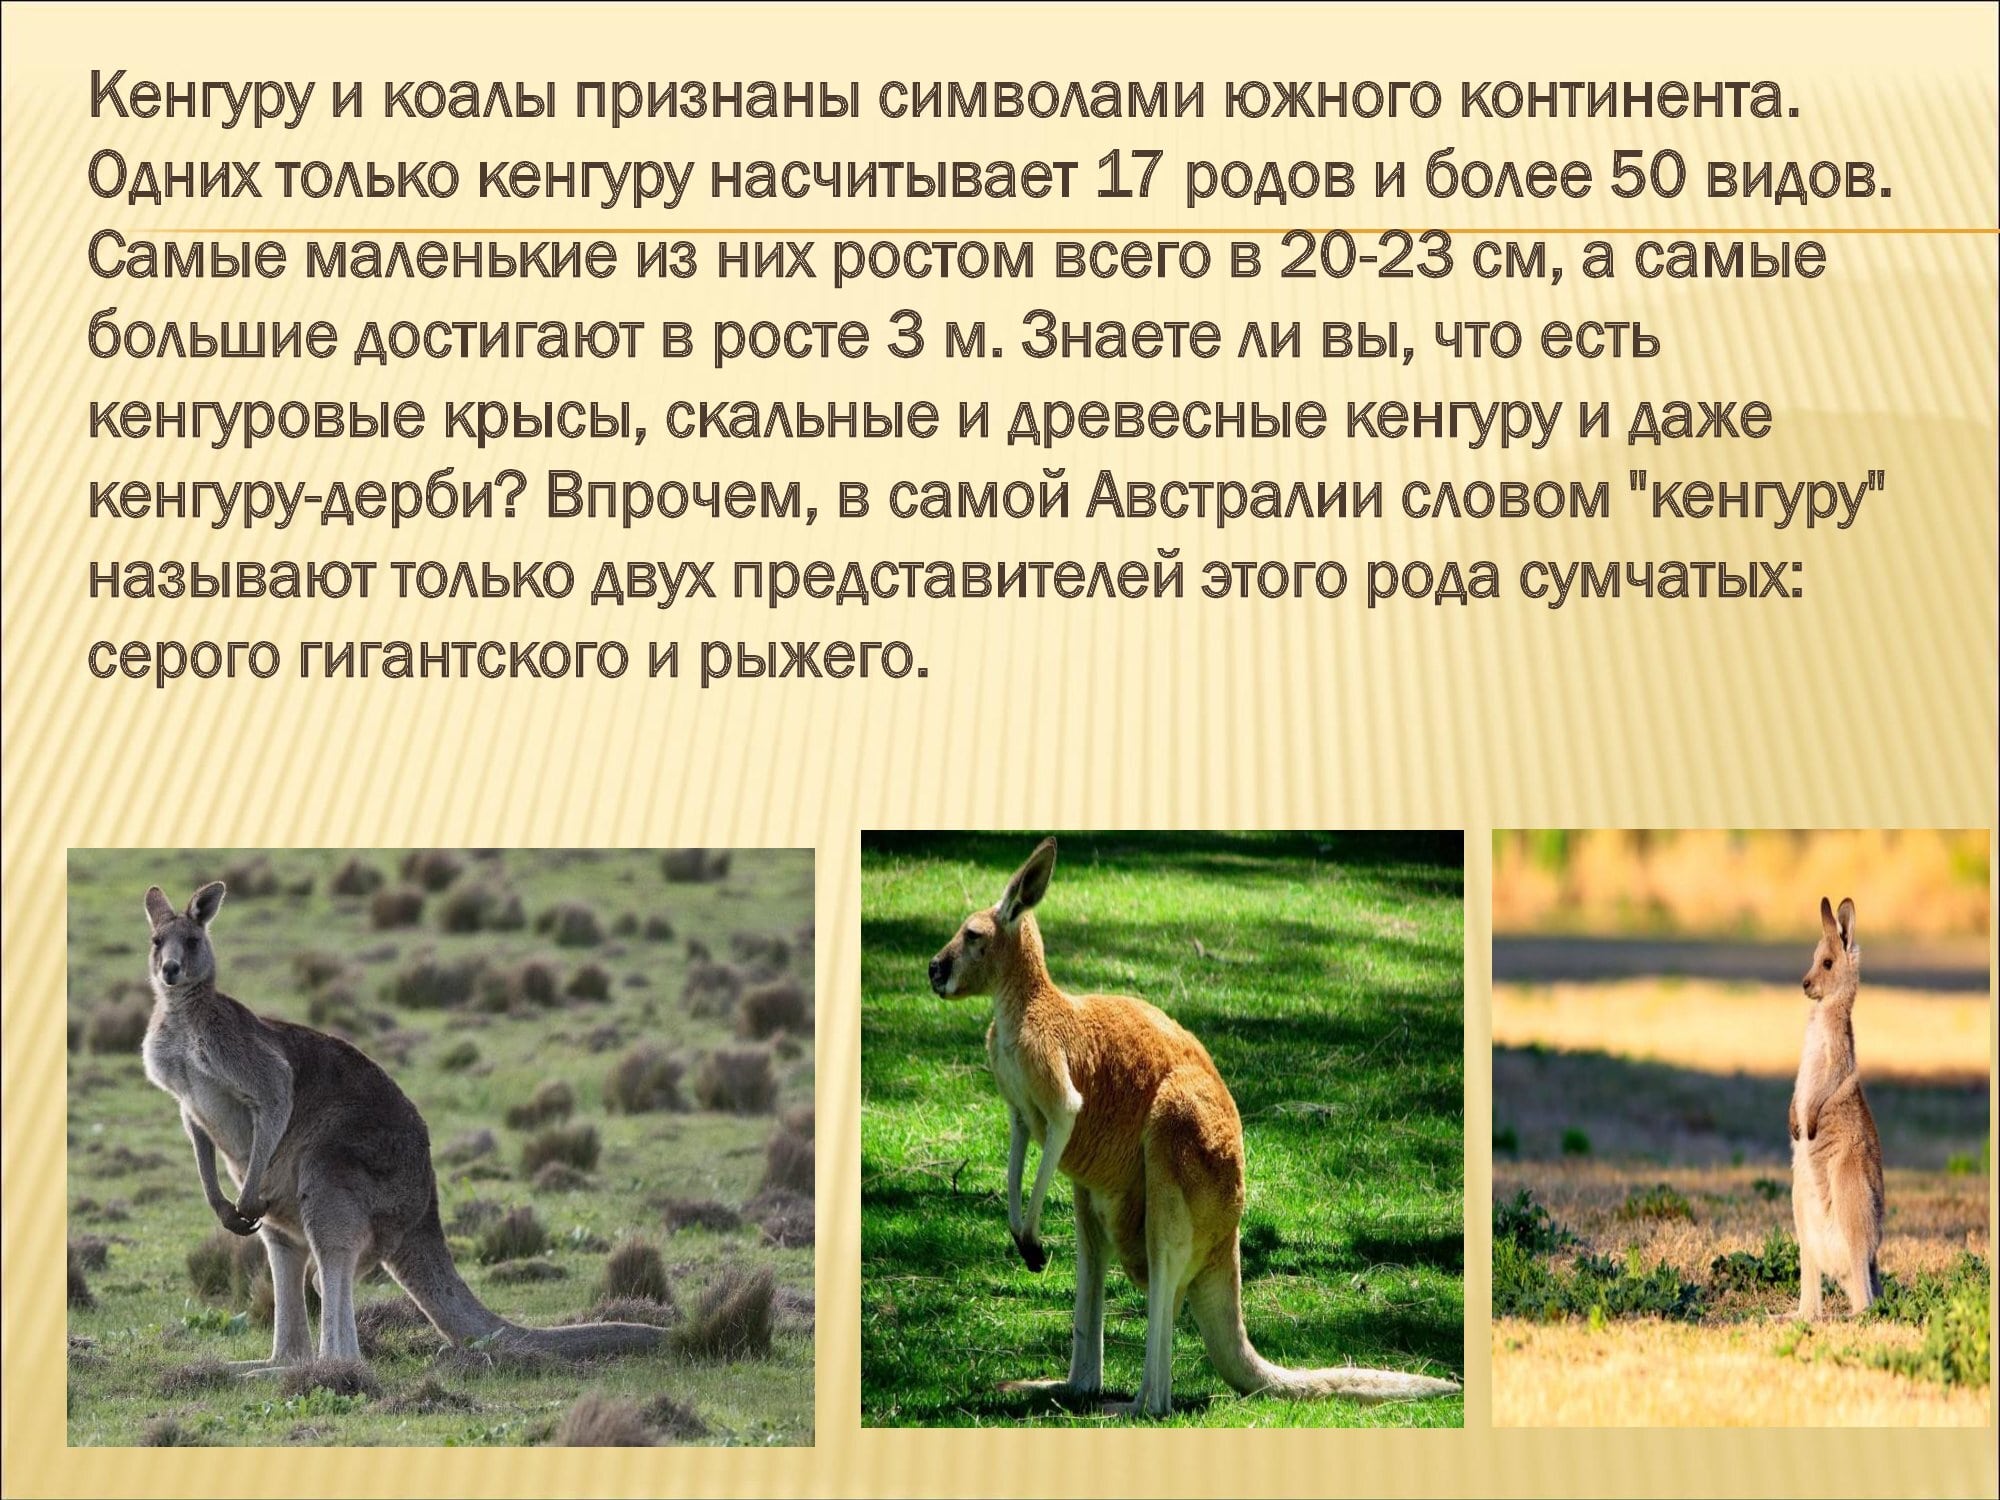 Кенгуру и коалы признаны символами южного континента.
Одних только кенгуру насчитывает 17 родов и более 50 видов.
Самые маленькие из них ростом всего в 20-23 см, а самые
большие достигают в росте 3 м. Знаете ли вы, что есть
кенгуровые крысы, скальные и древесные кенгуру и даже
кенгуру-дерби? Впрочем, в самой Австралии словом "кенгуру"
называют только двух представителей этого рода сумчатых:
серого гигантского и рыжего.